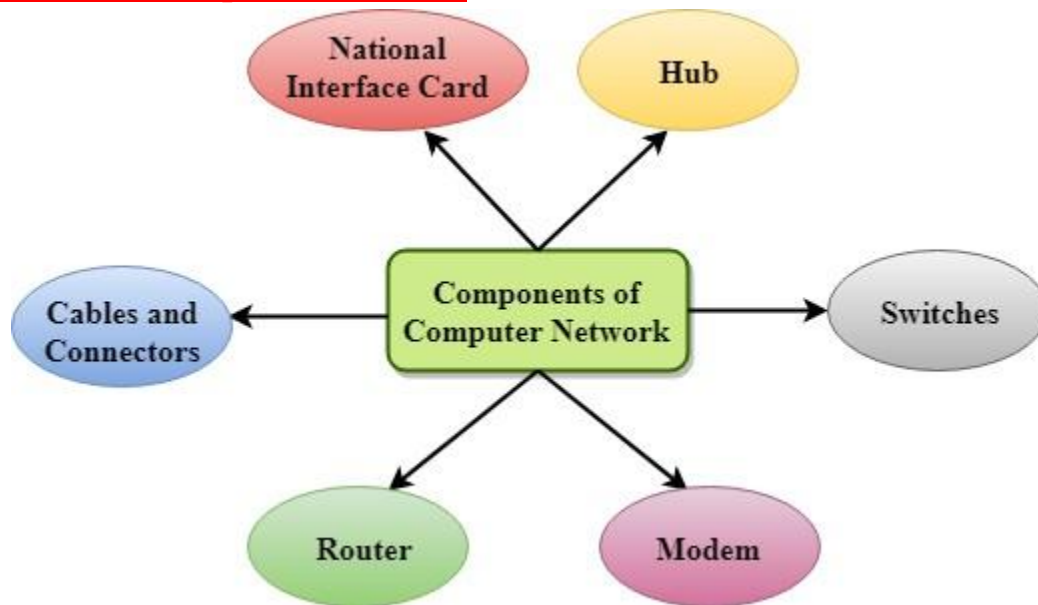 National
Interface Card
Hub
Components of
Computer Network
Cables and
Connectors
Switches
Router
Modem